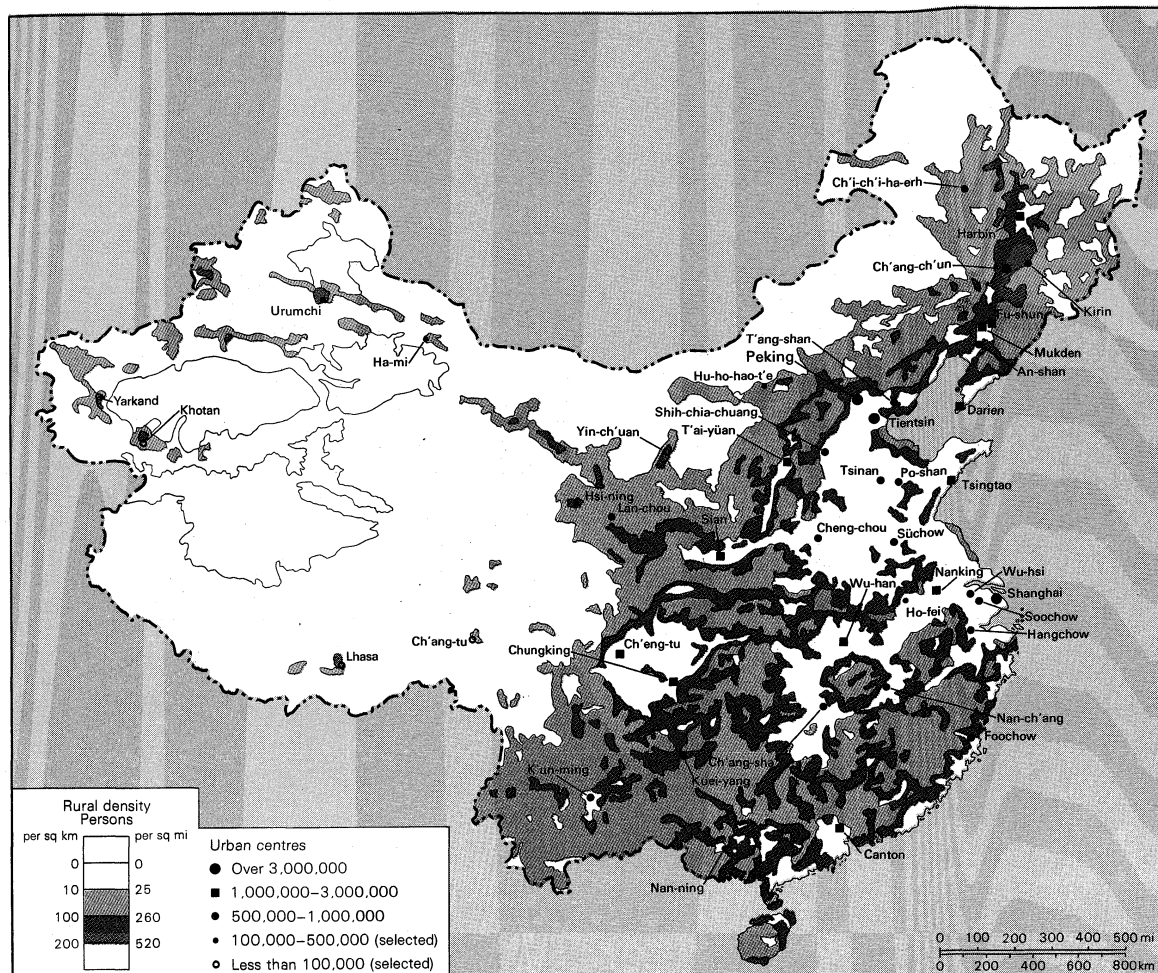 Ch'i-ch'i-ha-erh
Harbin
Ch'ang-ch'un
Urumchi
Fu-shun
Kirin
T'ang-shan
Peking
Mukden
Ha-mi
An-shan
Hu-ho-hao-t'e
Yarkand
Darien
Khotan
Shih-chia-chuang
Tientsin
Yin-ch'uan
T'ai-yüan
Tsinan
Po-shan
Tsingtao
Hsi-ning
Lan-chou
Sian
Cheng-chou
Süchow
Nanking
Wu-hsi
Wu-han
Shanghai
Ho-fei
Soochow
Hangchow
Ch'ang-tu
Ch'eng-tu
Chungking
Lhasa
Nan-ch'ang
Foochow
Ch'ang-sha
K'un-ming
Kuei-yang
Canton
Nan-ning
Rural density
Persons
per sq km
per sq mi
0
0
10
25
100
260
200
520
Urban centres
Over 3,000,000
1,000,000–3,000,000
500,000–1,000,000
100,000–500,000 (selected)
Less than 100,000 (selected)
0 100 200 300 400 500 mi
0 200 400 600 800km